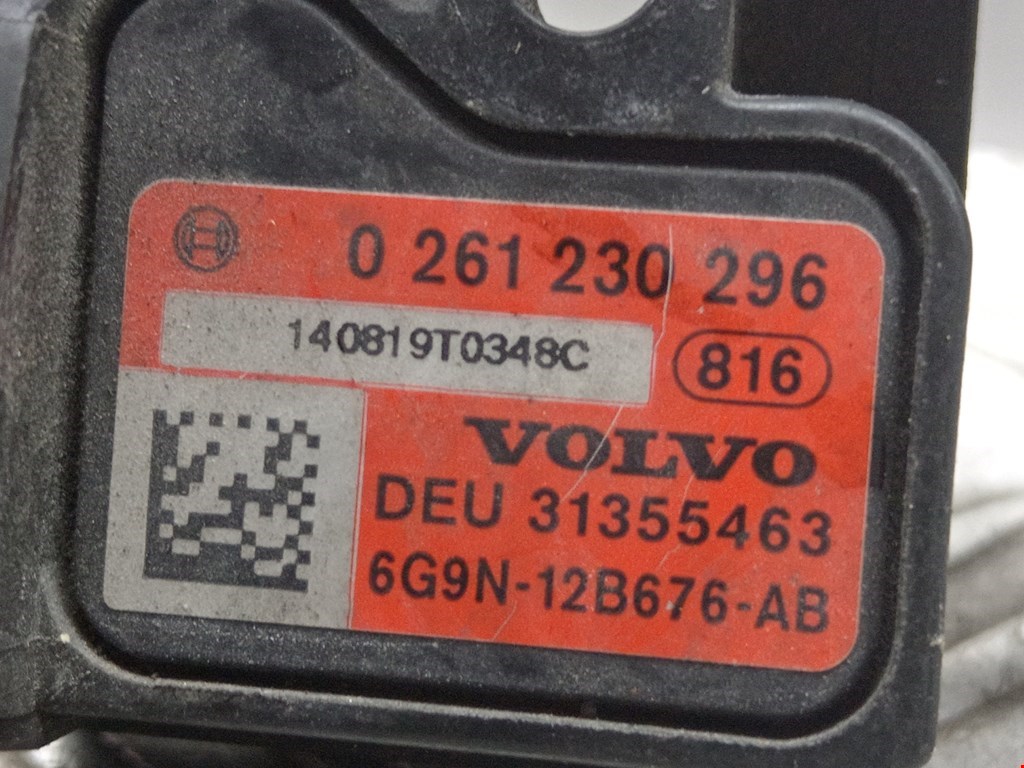 0 261 230 296
140819T0348C
816
VOLVO
DEU 31355463
6G9N-12B676-AB